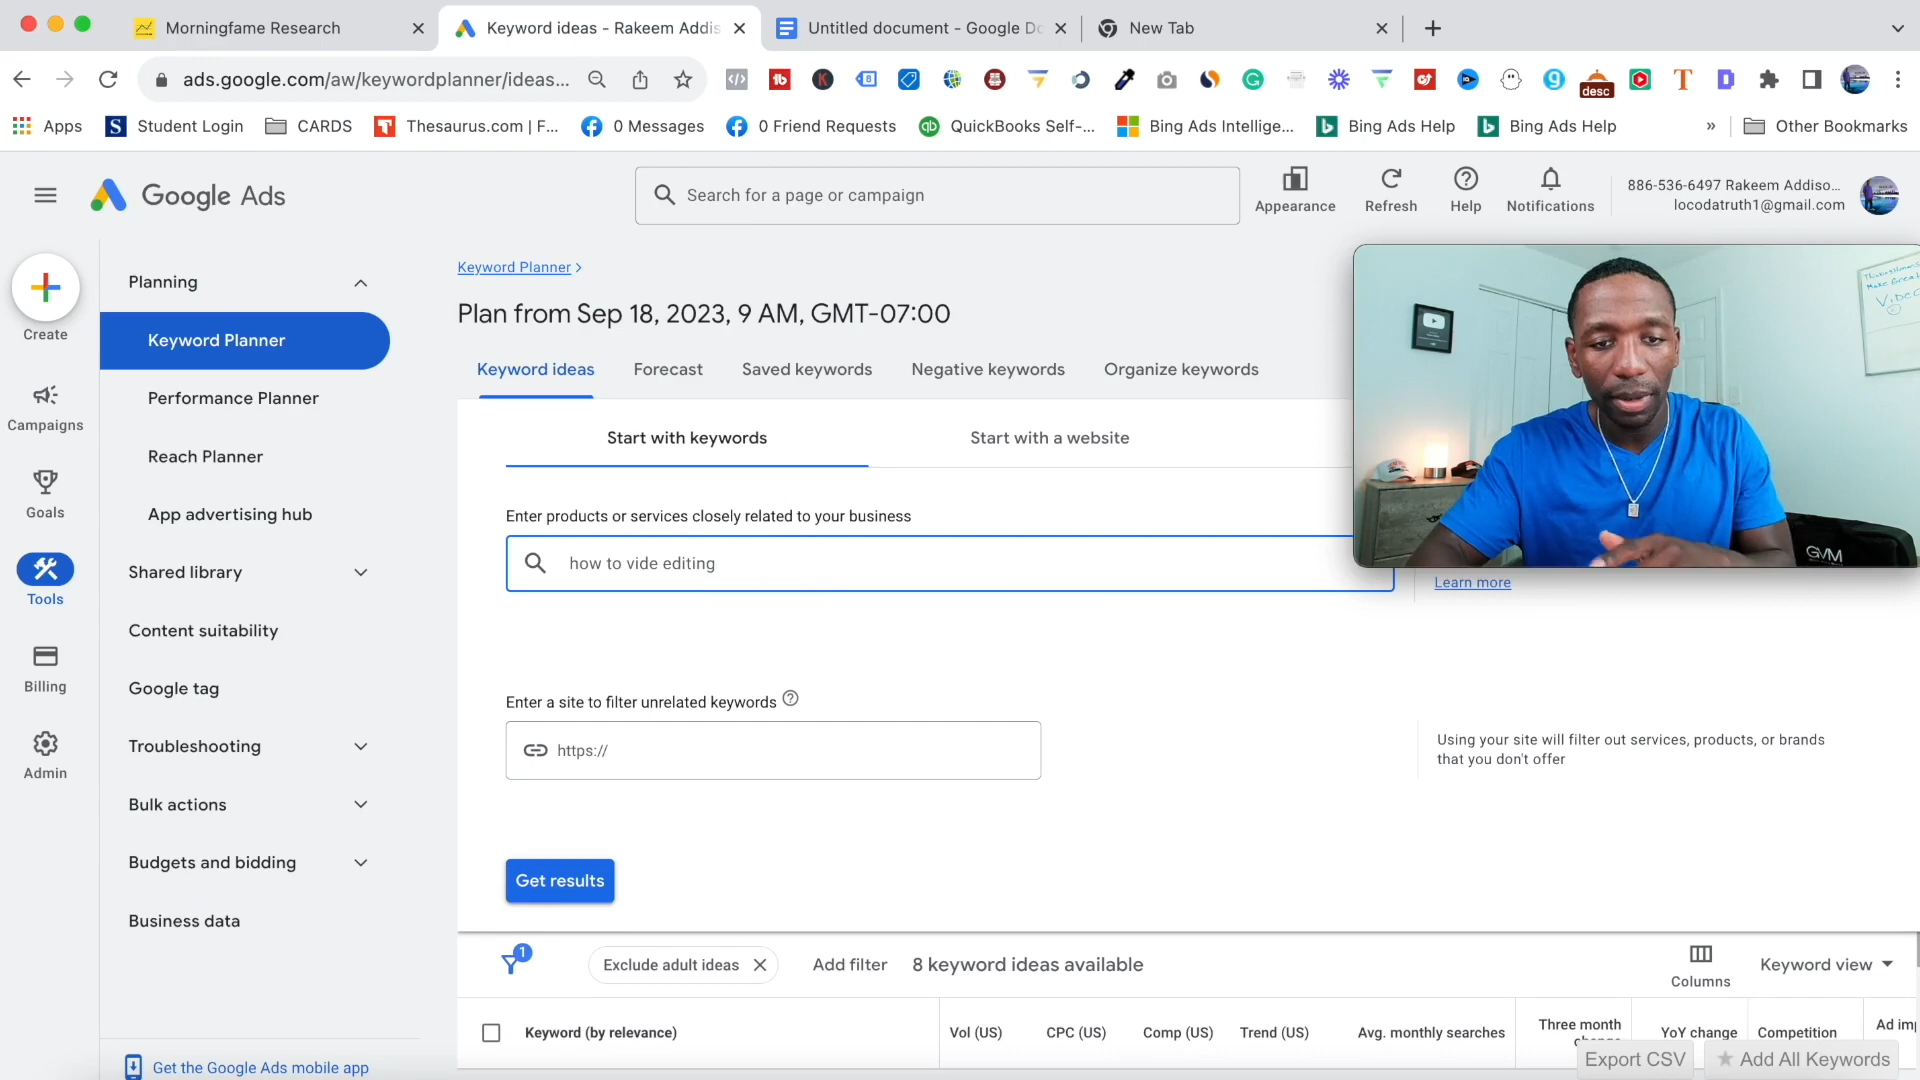 Morningfame Research
Keyword ideas - Rakeem Addis
Untitled document - Google Do
New Tab
ads.google.com/aw/keywordplanner/ideas...
desc
Apps
Student Login
CARDS
Thesaurus.com | F...
0 Messages
0 Friend Requests
QuickBooks Self-...
Bing Ads Intellige...
Bing Ads Help
Bing Ads Help
»
Other Bookmarks
Google Ads
Search for a page or campaign
Appearance
Refresh
Help
Notifications
886-536-6497 Rakeem Addiso...
locodatruth1@gmail.com
Create
Campaigns
Goals
Tools
Billing
Admin
Planning
Keyword Planner
Performance Planner
Reach Planner
App advertising hub
Shared library
Content suitability
Google tag
Troubleshooting
Bulk actions
Budgets and bidding
Business data
Get the Google Ads mobile app
Keyword Planner >
Plan from Sep 18, 2023, 9 AM, GMT-07:00
Keyword ideas
Forecast
Saved keywords
Negative keywords
Organize keywords
Start with keywords
Start with a website
Enter products or services closely related to your business
how to vide editing
GVM
Learn more
Enter a site to filter unrelated keywords
https://
Using your site will filter out services, products, or brands
that you don't offer
Get results
1
Exclude adult ideas
Add filter
8 keyword ideas available
Columns
Keyword view
Keyword (by relevance)
Vol (US)
CPC (US)
Comp (US)
Trend (US)
Avg. monthly searches
Three month
change
YoY change
Competition
Ad im
Export CSV
Add All Keywords